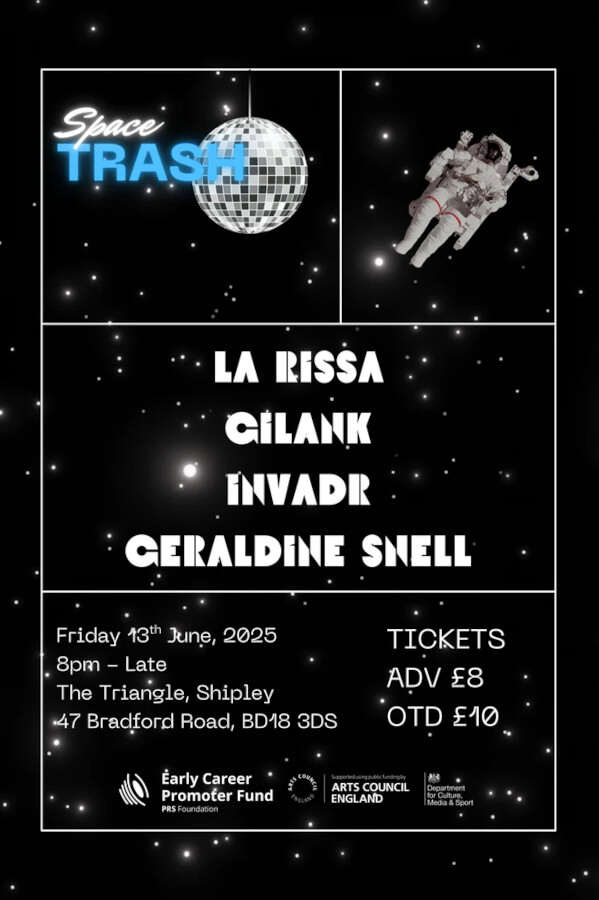 Space
TRASH
LA RISSA
GILANK
INVADR
GERALDINE SNELL
Friday 13th June, 2025
8pm – Late
The Triangle, Shipley
47 Bradford Road, BD18 3DS
TICKETS
ADV £8
OTD £10
Early Career
Promoter Fund
PRS Foundation
ARTS COUNCIL
ENGLAND
Supported using public funding by
ARTS COUNCIL
ENGLAND
Department
for Culture,
Media & Sport